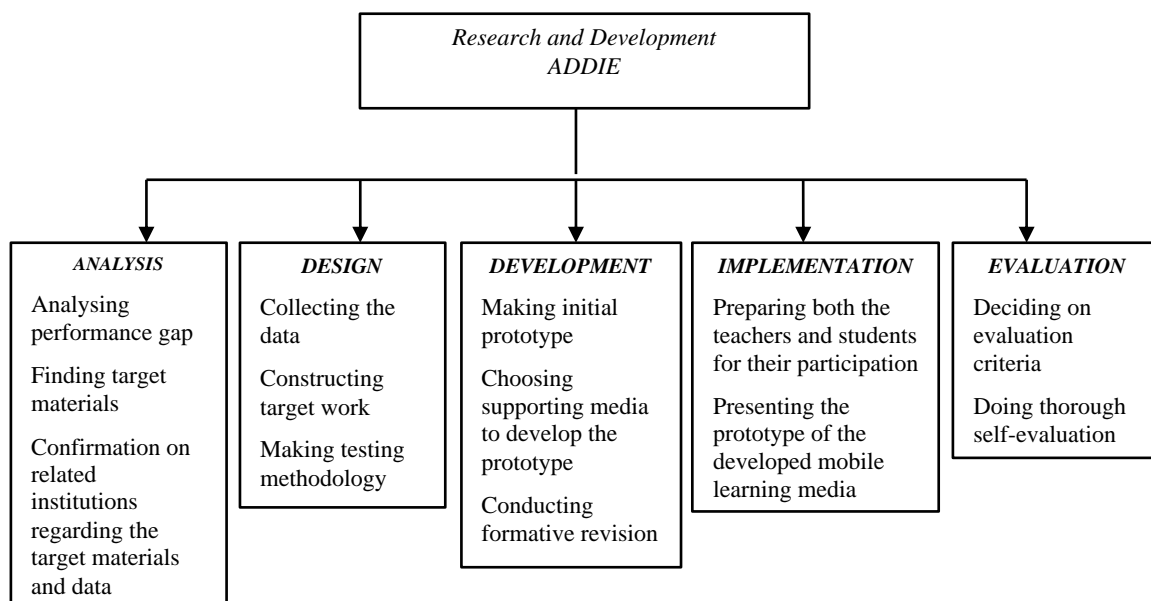 Research and Development
ADDIE
ANALYSIS
Analysing
performance gap
Finding target
materials
Confirmation on
related
institutions
regarding the
target materials
and data
DESIGN
Collecting the
data
Constructing
target work
Making testing
methodology
DEVELOPMENT
Making initial
prototype
Choosing
supporting media
to develop the
prototype
Conducting
formative revision
IMPLEMENTATION
Preparing both the
teachers and students
for their participation
Presenting the
prototype of the
developed mobile
learning media
EVALUATION
Deciding on
evaluation
criteria
Doing thorough
self-evaluation